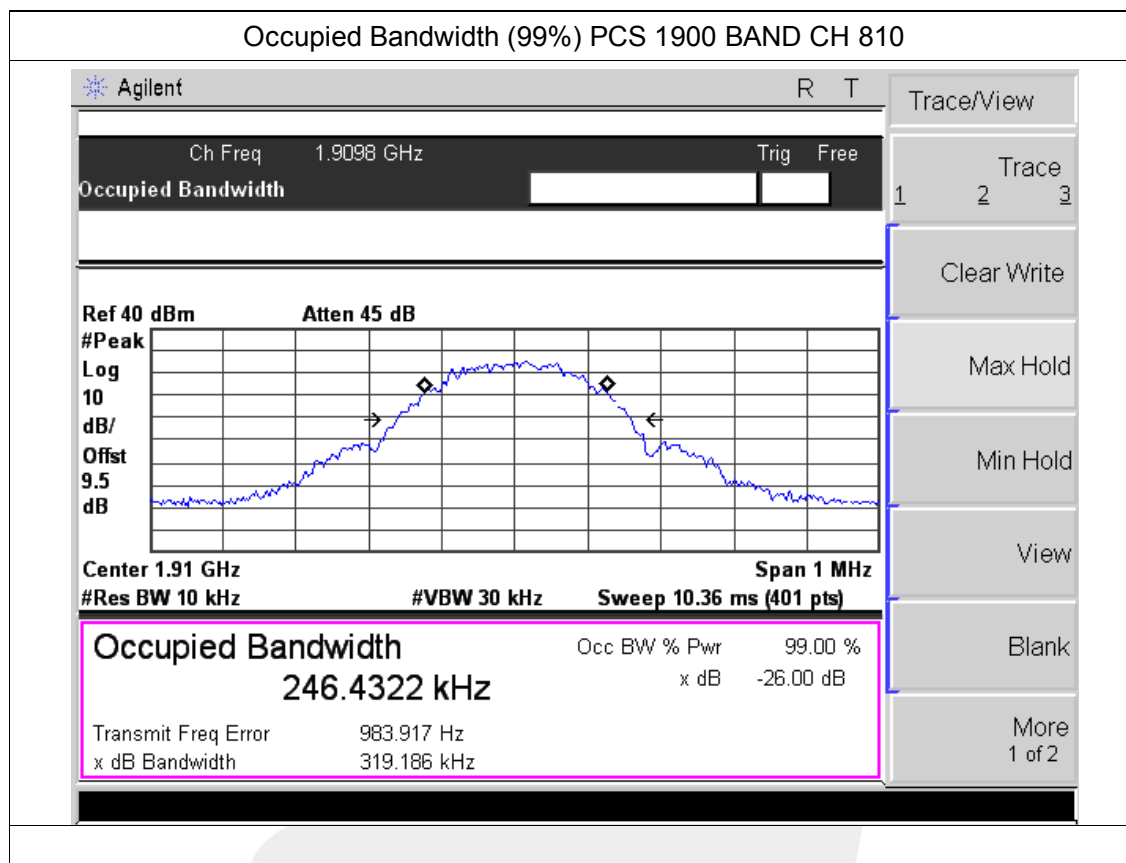 Occupied Bandwidth (99%) PCS 1900 BAND CH 810
Agilent R T
Trace/View
Ch Freq 1.9098 GHz Trig Free
Occupied Bandwidth
Trace
1 2 3
Clear Write
Max Hold
Min Hold
View
Blank
More
1 of 2
Ref 40 dBm Atten 45 dB
#Peak
Log
10
dB/
Offst
9.5
dB
Center 1.91 GHz Span 1 MHz
#Res BW 10 kHz #VBW 30 kHz Sweep 10.36 ms (401 pts)
Occupied Bandwidth Occ BW % Pwr 99.00 %
246.4322 kHz x dB -26.00 dB
Transmit Freq Error 983.917 Hz
x dB Bandwidth 319.186 kHz